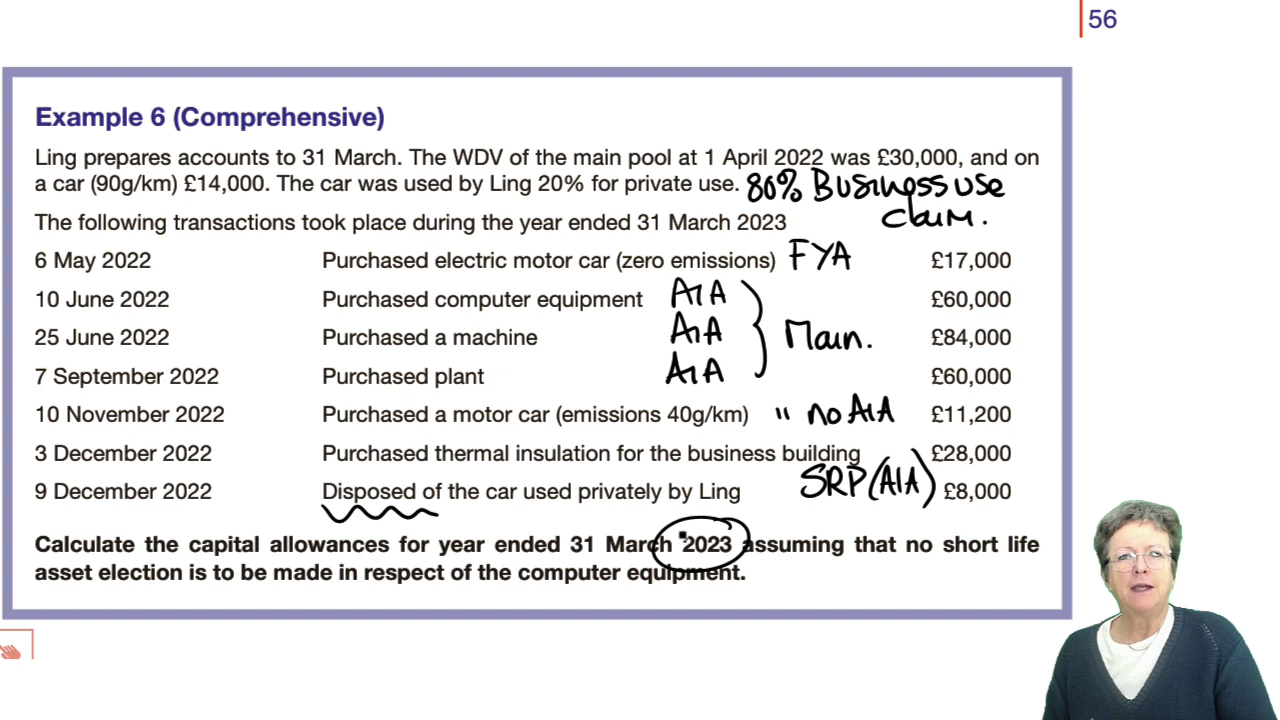 56
Example 6 (Comprehensive)
Ling prepares accounts to 31 March. The WDV of the main pool at 1 April 2022 was £30,000, and on
a car (90g/km) £14,000. The car was used by Ling 20% for private use. 80% Business use
claim.
The following transactions took place during the year ended 31 March 2023
6 May 2022 Purchased electric motor car (zero emissions) FYA £17,000
10 June 2022 Purchased computer equipment AIA £60,000
25 June 2022 Purchased a machine AIA Main. £84,000
7 September 2022 Purchased plant AIA £60,000
10 November 2022 Purchased a motor car (emissions 40g/km) " no AIA £11,200
3 December 2022 Purchased thermal insulation for the business building £28,000
SRP (AIA)
9 December 2022 Disposed of the car used privately by Ling £8,000
Calculate the capital allowances for year ended 31 March 2023 assuming that no short life
asset election is to be made in respect of the computer equipment.